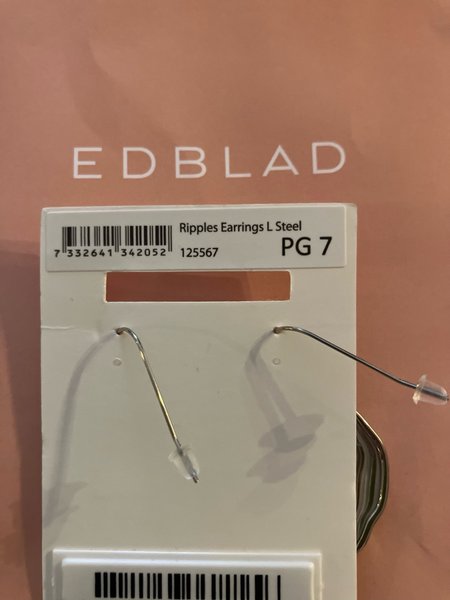 EDBLAD
Ripples Earrings L Steel
7 332641 342052 125567 PG 7